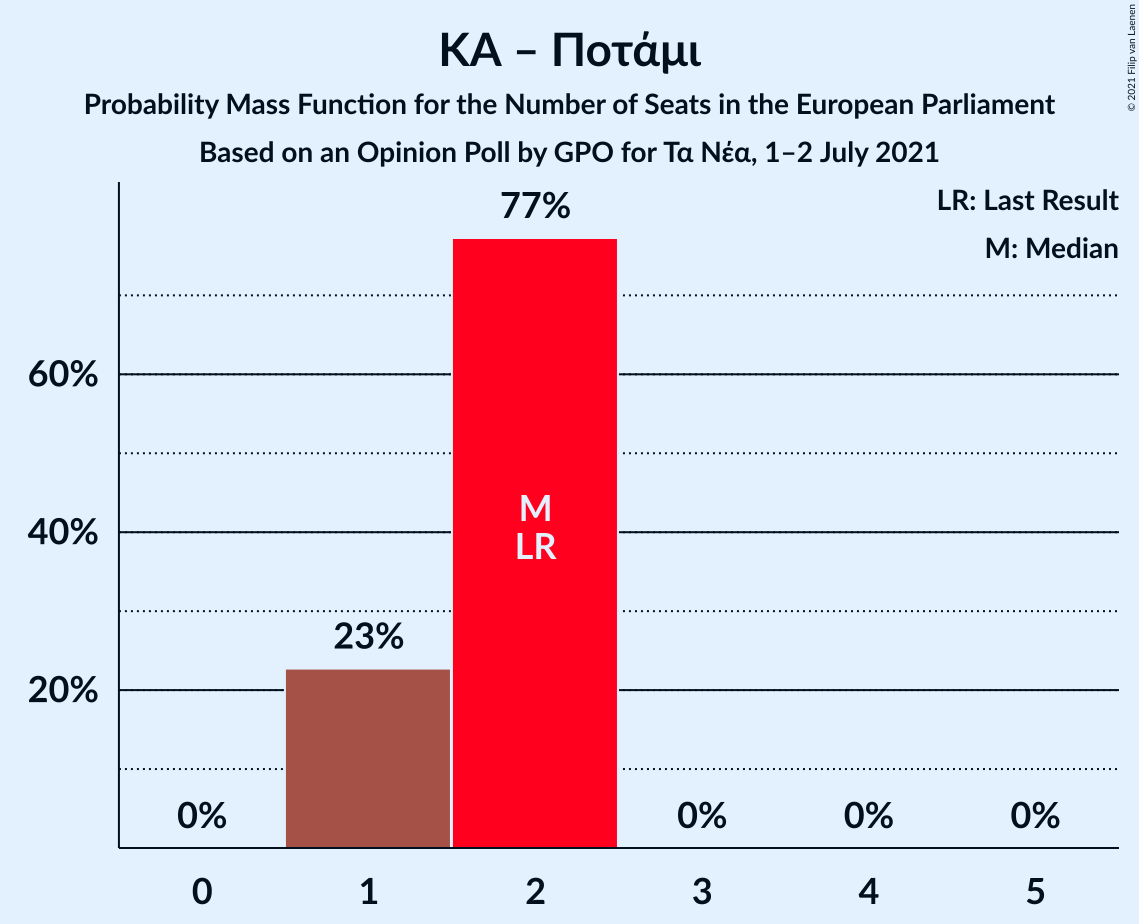 ΚΑ – Ποτάμι
Probability Mass Function for the Number of Seats in the European Parliament
Based on an Opinion Poll by GPO for Τα Νέα, 1–2 July 2021
© 2021 Filip van Laenen
LR: Last Result
M: Median
77%
60%
M
40%
LR
23%
20%
0%
0%
0%
0%
0
1
2
3
4
5